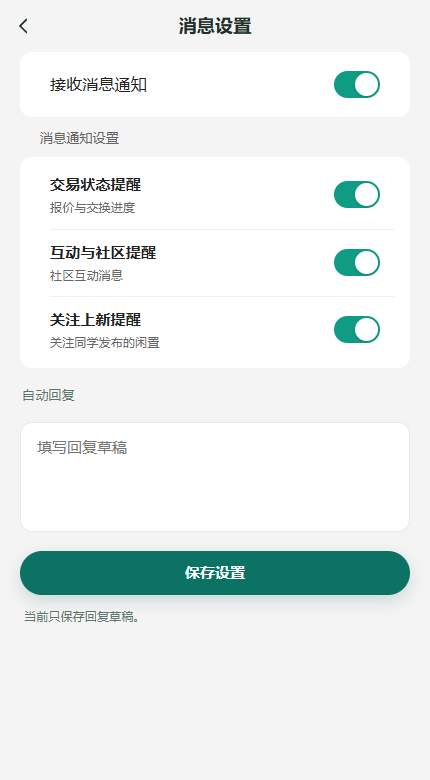 消息设置
接收消息通知
消息通知设置
交易状态提醒
报价与交换进度
互动与社区提醒
社区互动消息
关注上新提醒
关注同学发布的闲置
自动回复
填写回复草稿
保存设置
当前只保存回复草稿。